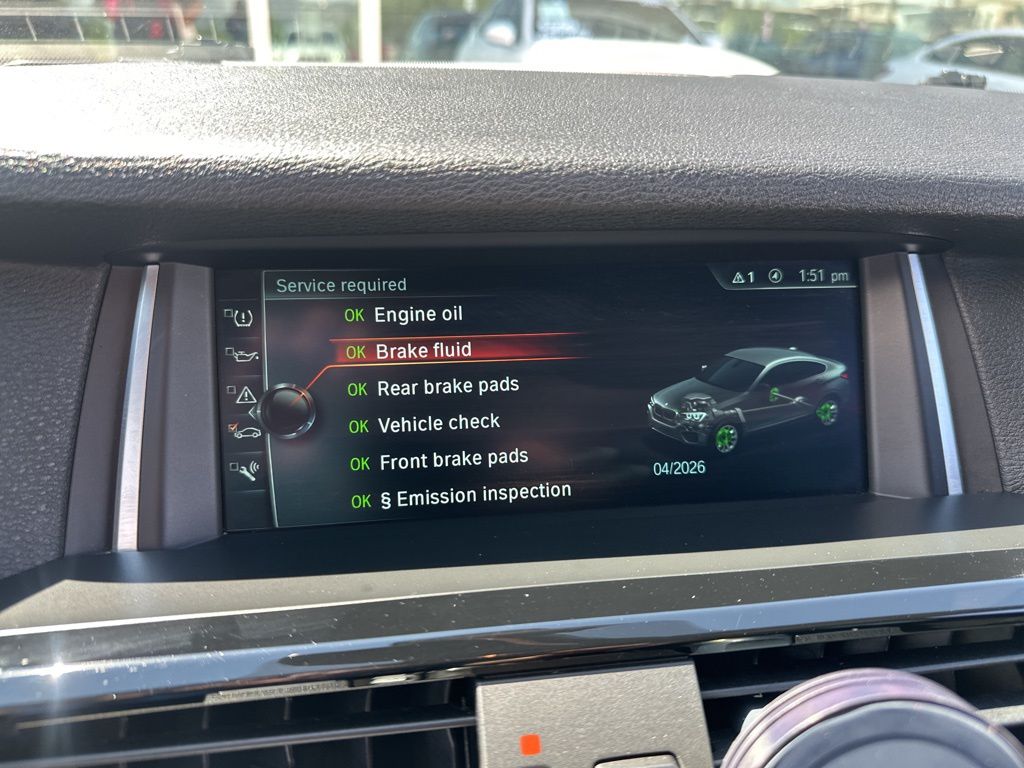 Service required
1 1:51 pm
OK Engine oil
OK Brake fluid
OK Rear brake pads
OK Vehicle check
OK Front brake pads
04/2026
OK § Emission inspection